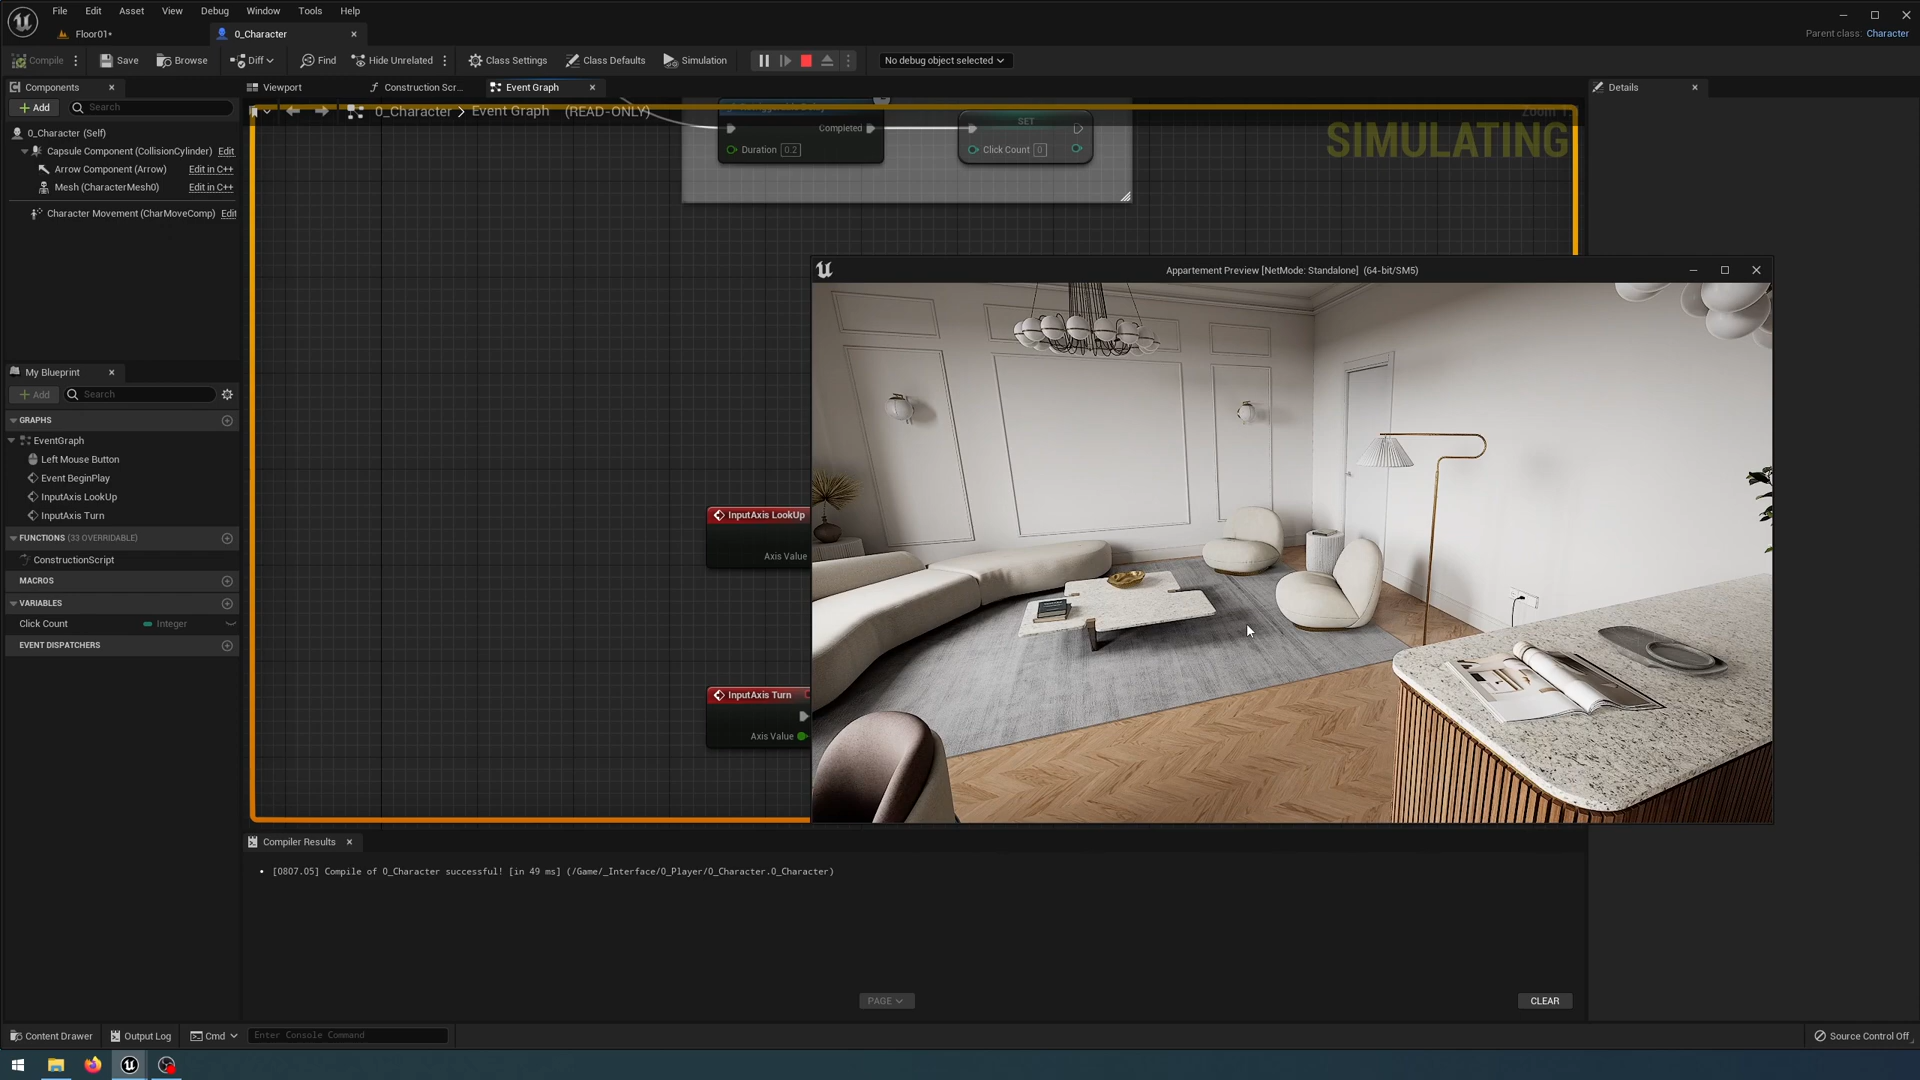 File Edit Asset View Debug Window Tools Help
Floor01*
0_Character
Parent class: Character
Compile
Save
Browse
Diff
Find
Hide Unrelated
Class Settings
Class Defaults
Simulation
No debug object selected
Components
Viewport
Construction Scr...
Event Graph
Details
Add
Search
0_Character > Event Graph (READ-ONLY)
SIMULATING
0_Character (Self)
Capsule Component (CollisionCylinder) Edit
Arrow Component (Arrow) Edit in C++
Mesh (CharacterMesh0) Edit in C++
Character Movement (CharMoveComp) Edit
Completed
Duration 0.2
SET
Click Count 0
Appartement Preview [NetMode: Standalone] (64-bit/SM5)
My Blueprint
Add
Search
GRAPHS
EventGraph
Left Mouse Button
Event BeginPlay
InputAxis LookUp
InputAxis Turn
FUNCTIONS (33 OVERRIDABLE)
ConstructionScript
MACROS
VARIABLES
Click Count Integer
EVENT DISPATCHERS
InputAxis LookUp
Axis Value
InputAxis Turn
Axis Value
Compiler Results
[0807.05] Compile of 0_Character successful! [in 49 ms] (/Game/_Interface/0_Player/0_Character.0_Character)
PAGE
CLEAR
Content Drawer
Output Log
Cmd
Enter Console Command
Source Control Off